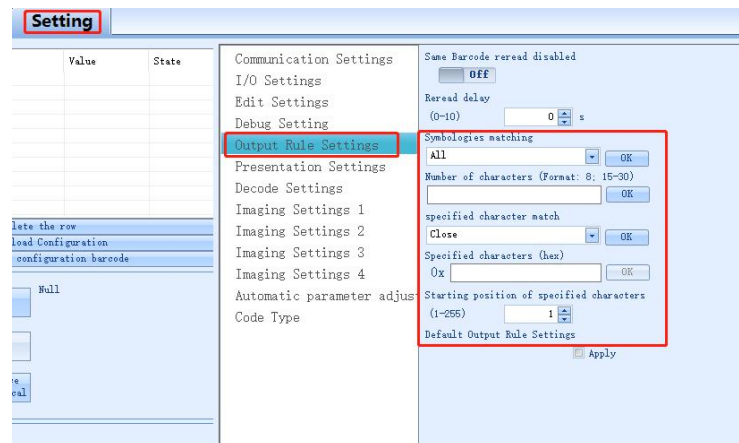 Setting
Value State
lete the row
load Configuration
configuration barcode
Null
Communication Settings
I/O Settings
Edit Settings
Debug Setting
Output Rule Settings
Presentation Settings
Decode Settings
Imaging Settings 1
Imaging Settings 2
Imaging Settings 3
Imaging Settings 4
Automatic parameter adjus
Code Type
Same Barcode reread disabled
Off
Reread delay
(0-10) 0 s
Symbologies matching
All OK
Number of characters (Format: 8; 15-30)
OK
specified character match
Close OK
Specified characters (hex)
0x OK
Starting position of specified characters
(1-255) 1
Default Output Rule Settings
Apply